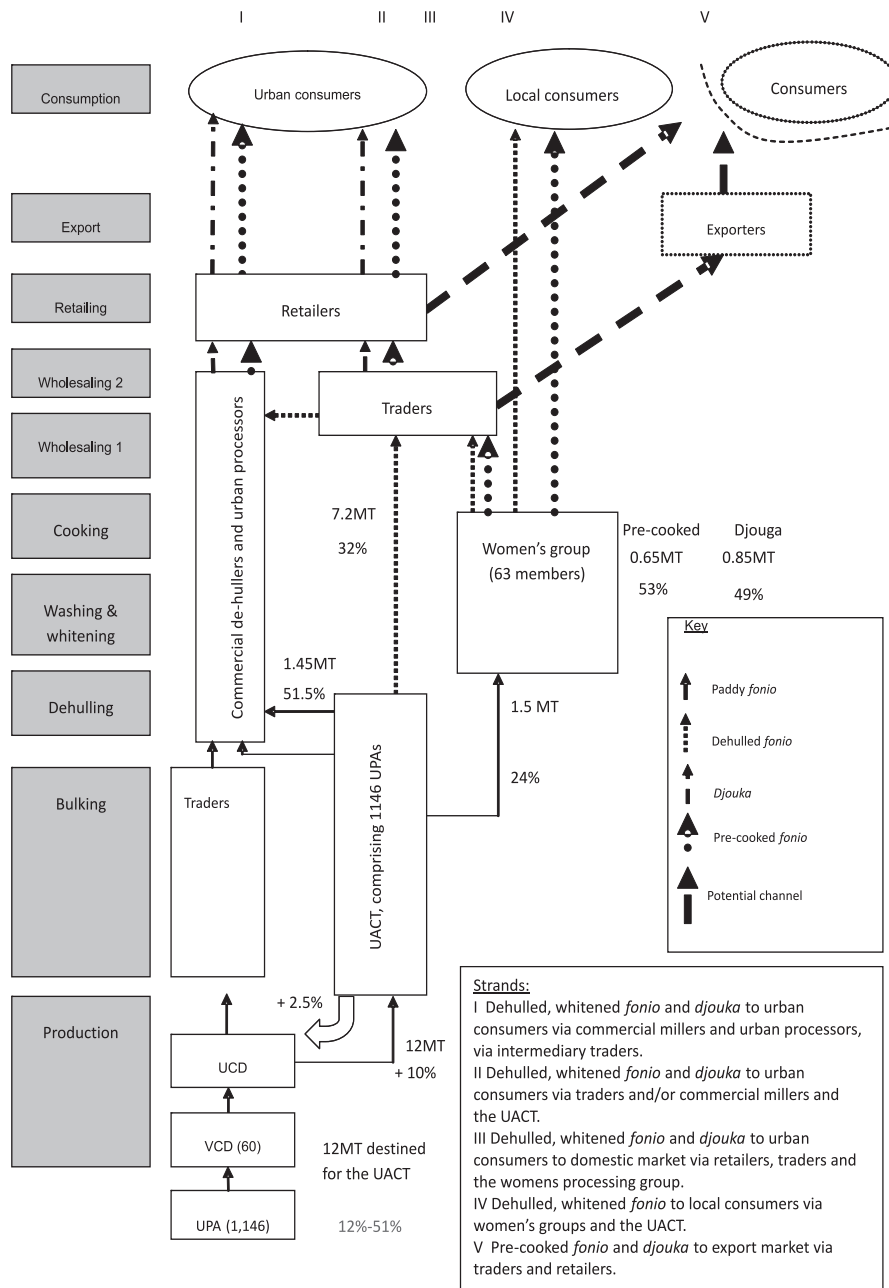 I II III IV V
Consumption
Urban consumers
Local consumers
Consumers
Export
Exporters
Retailing
Retailers
Wholesaling 2
Traders
Wholesaling 1
Commercial de-hullers and urban processors
Cooking
7.2MT
32%
Women's group
(63 members)
Pre-cooked
0.65MT
53%
Djouga
0.85MT
49%
Washing &
whitening
Key
Paddy fonio
Dehulled fonio
Djouka
Pre-cooked fonio
Potential channel
Dehulling
1.45MT
51.5%
1.5 MT
24%
Bulking
Traders
UACT, comprising 1146 UPAs
Production
+ 2.5%
12MT
+ 10%
UCD
VCD (60)
UPA (1,146)
12MT destined
for the UACT
12%-51%
Strands:
I Dehulled, whitened fonio and djouka to urban
consumers via commercial millers and urban processors,
via intermediary traders.
II Dehulled, whitened fonio and djouka to urban
consumers via traders and/or commercial millers and
the UACT.
III Dehulled, whitened fonio and djouka to urban
consumers to domestic market via retailers, traders and
the womens processing group.
IV Dehulled, whitened fonio to local consumers via
women's groups and the UACT.
V Pre-cooked fonio and djouka to export market via
traders and retailers.